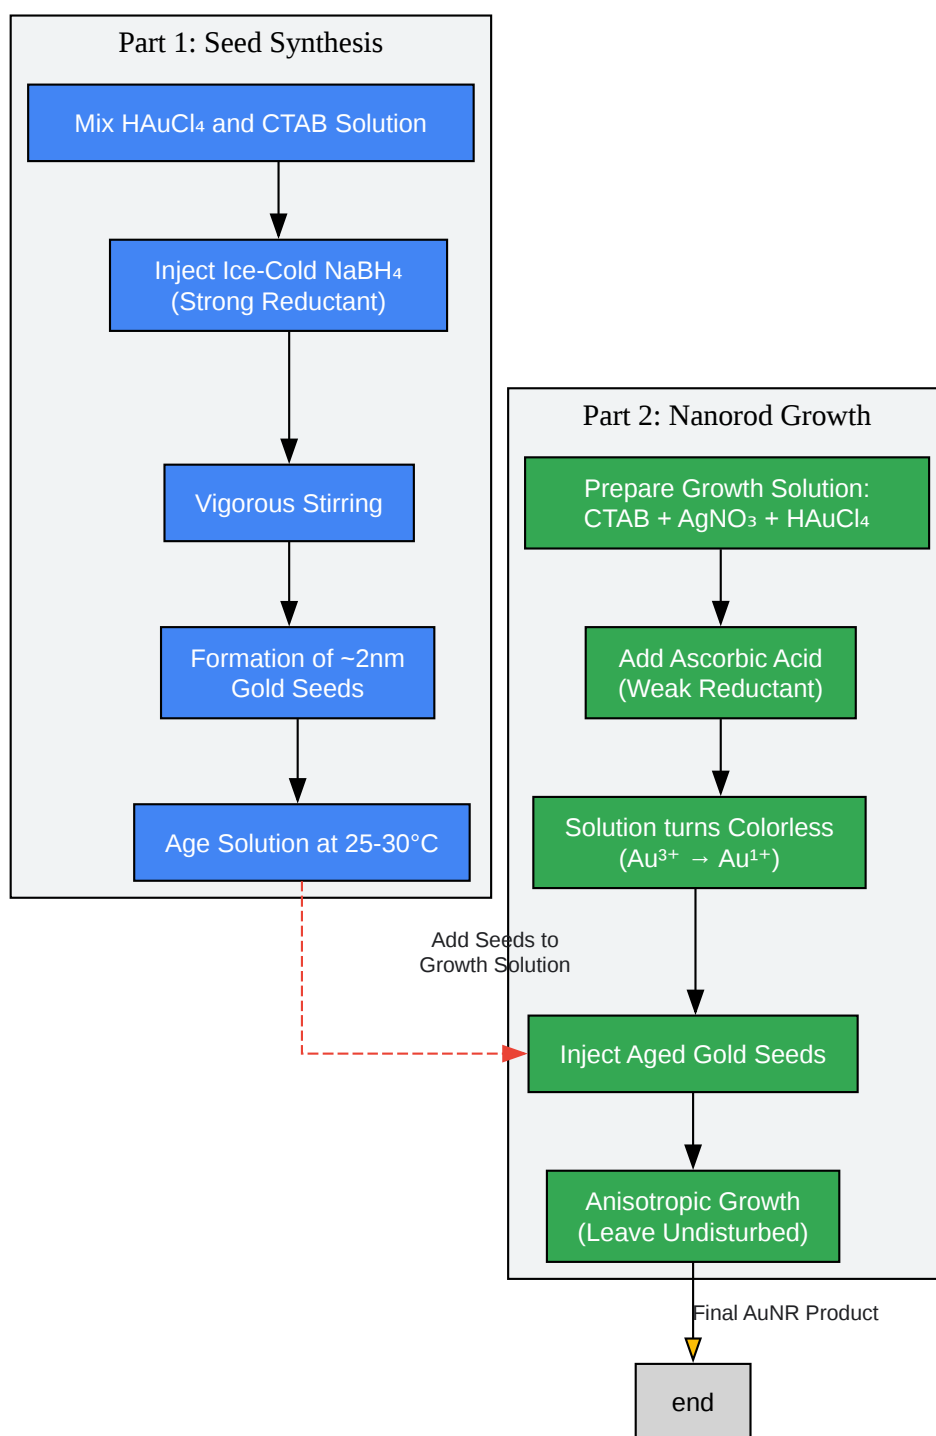 Part 1: Seed Synthesis
Mix HAuCl₄ and CTAB Solution
Inject Ice-Cold NaBH₄
(Strong Reductant)
Vigorous Stirring
Formation of ~2nm
Gold Seeds
Age Solution at 25-30°C
Add Seeds to
Growth Solution
Part 2: Nanorod Growth
Prepare Growth Solution:
CTAB + AgNO₃ + HAuCl₄
Add Ascorbic Acid
(Weak Reductant)
Solution turns Colorless
(Au³⁺ → Au¹⁺)
Inject Aged Gold Seeds
Anisotropic Growth
(Leave Undisturbed)
Final AuNR Product
end